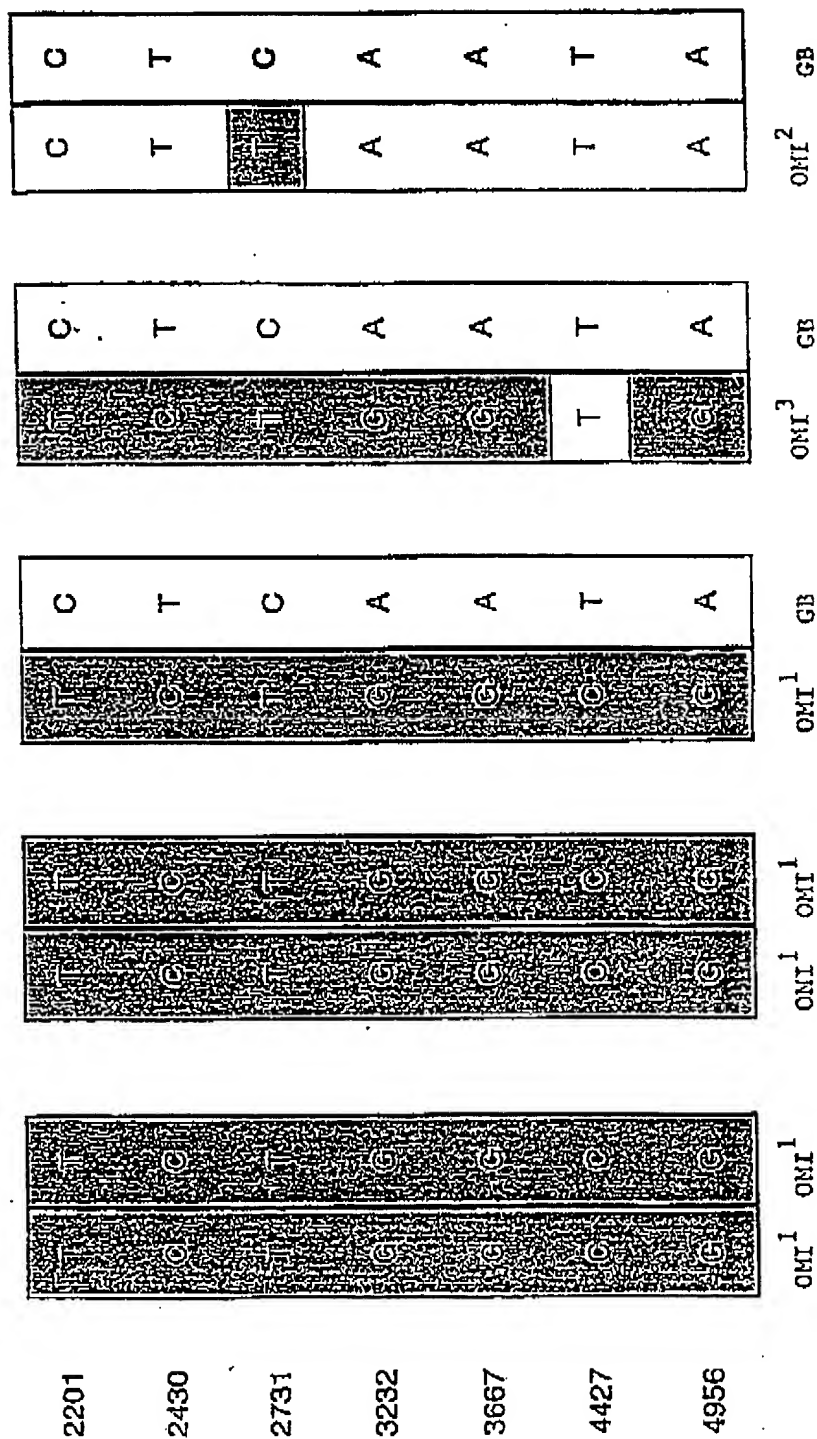 2201 T T T T T C T C C C
2430 C C C C C T C T T T
2731 T T T T T C T C T C
3232 G G G G G A G A A A
3667 G G G G G A G A A A
4427 C C C C C T T T T T
4956 G G G G G A G A A A
OMI¹ OMI¹ OMI¹ OMI¹ OMI¹ GB OMI³ GB OMI² GB